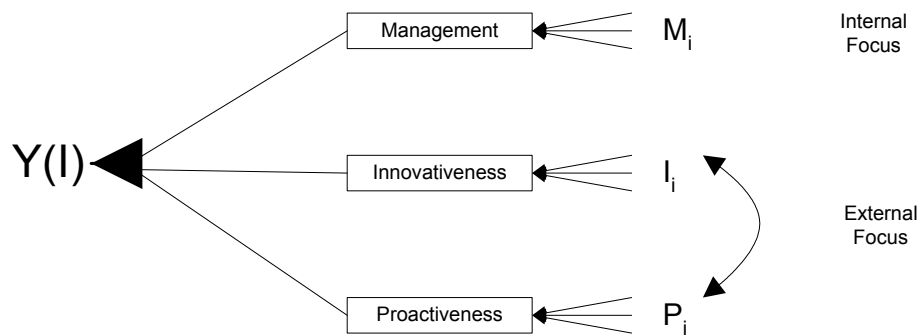 Management
M_i
Internal
Focus
Y(I)
Innovativeness
I_i
External
Focus
Proactiveness
P_i